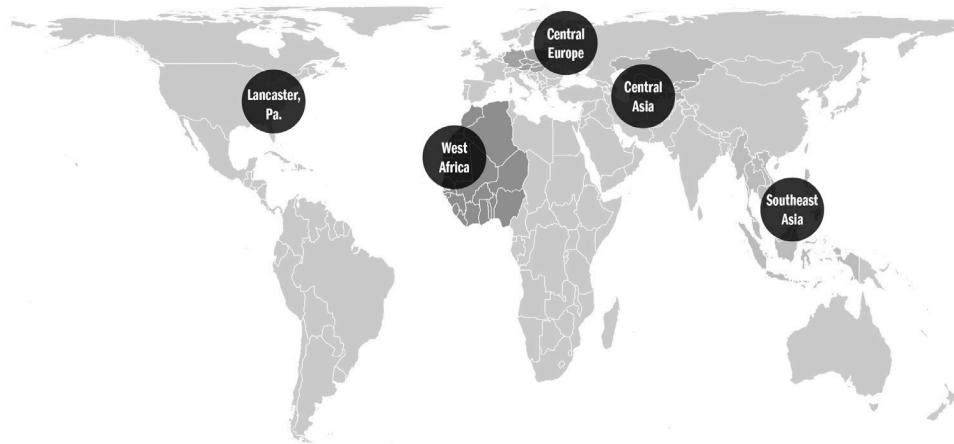 Central
Europe
Lancaster,
Pa.
Central
Asia
West
Africa
Southeast
Asia